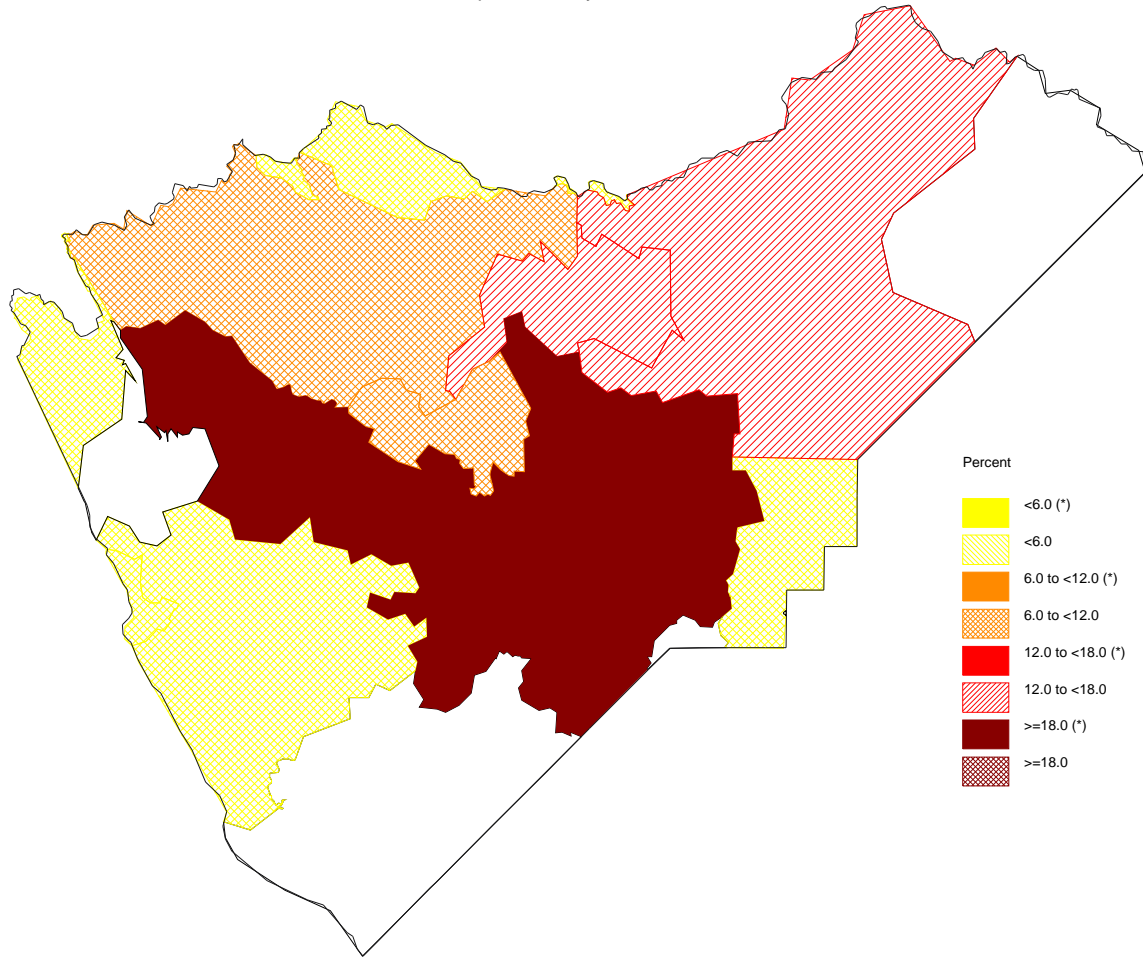 Percent
<6.0 (*)
<6.0
6.0 to <12.0 (*)
6.0 to <12.0
12.0 to <18.0 (*)
12.0 to <18.0
>=18.0 (*)
>=18.0